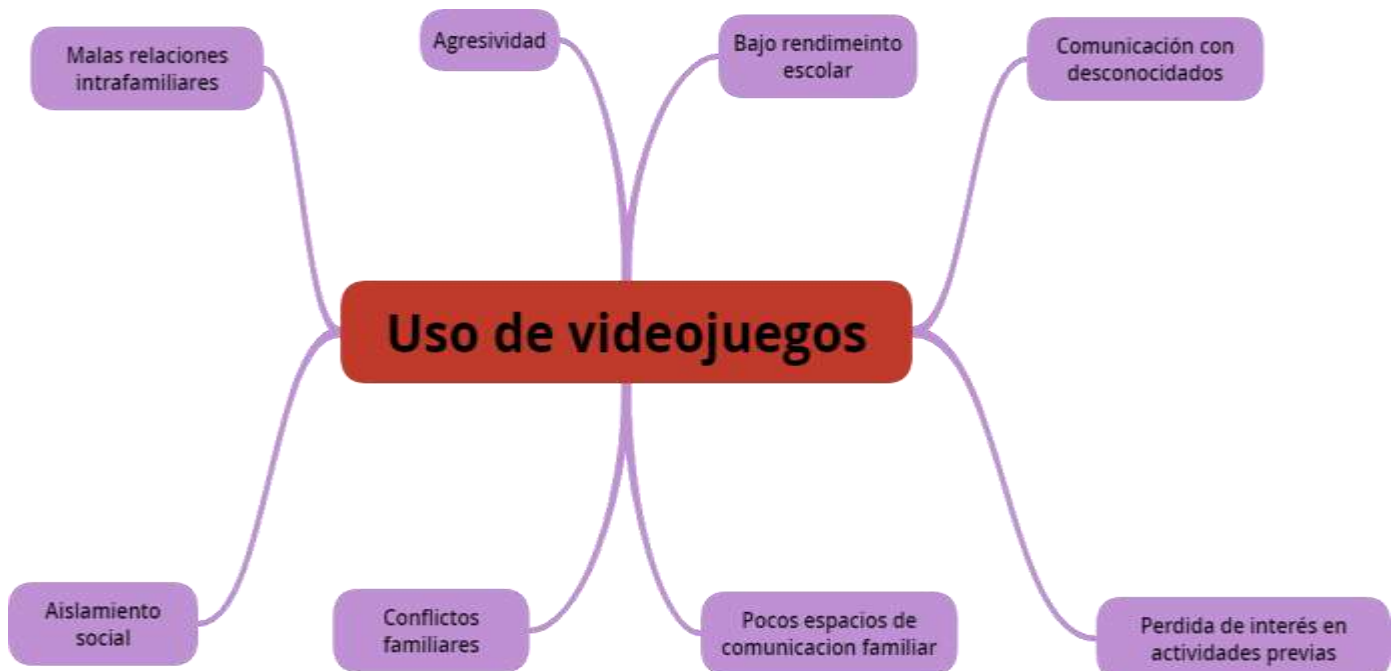 Malas relaciones
intrafamiliares
Agresividad
Bajo rendimeinto
escolar
Comunicación con
desconocidados
Uso de videojuegos
Aislamiento
social
Conflictos
familiares
Pocos espacios de
comunicacion familiar
Perdida de interés en
actividades previas